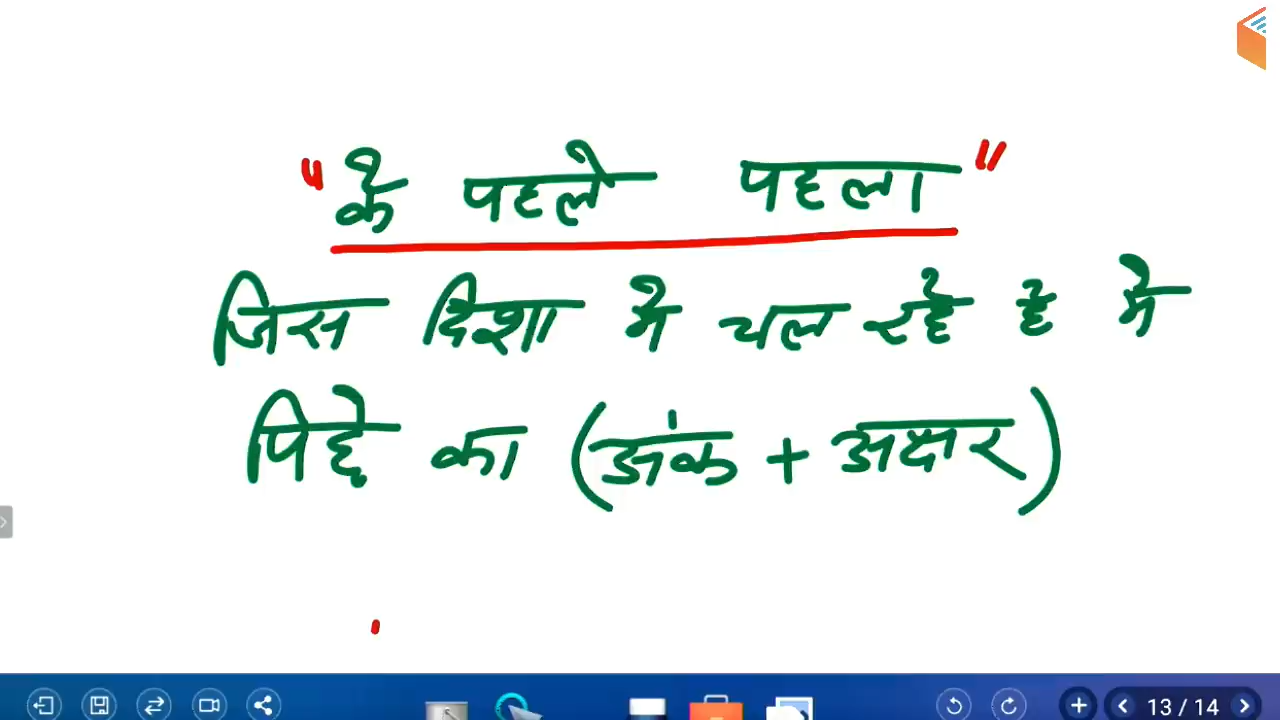 "के पहले पहला"
जिस दिशा मे चल रहे है मे
पिछे का (अंक + अक्षर)
13 / 14